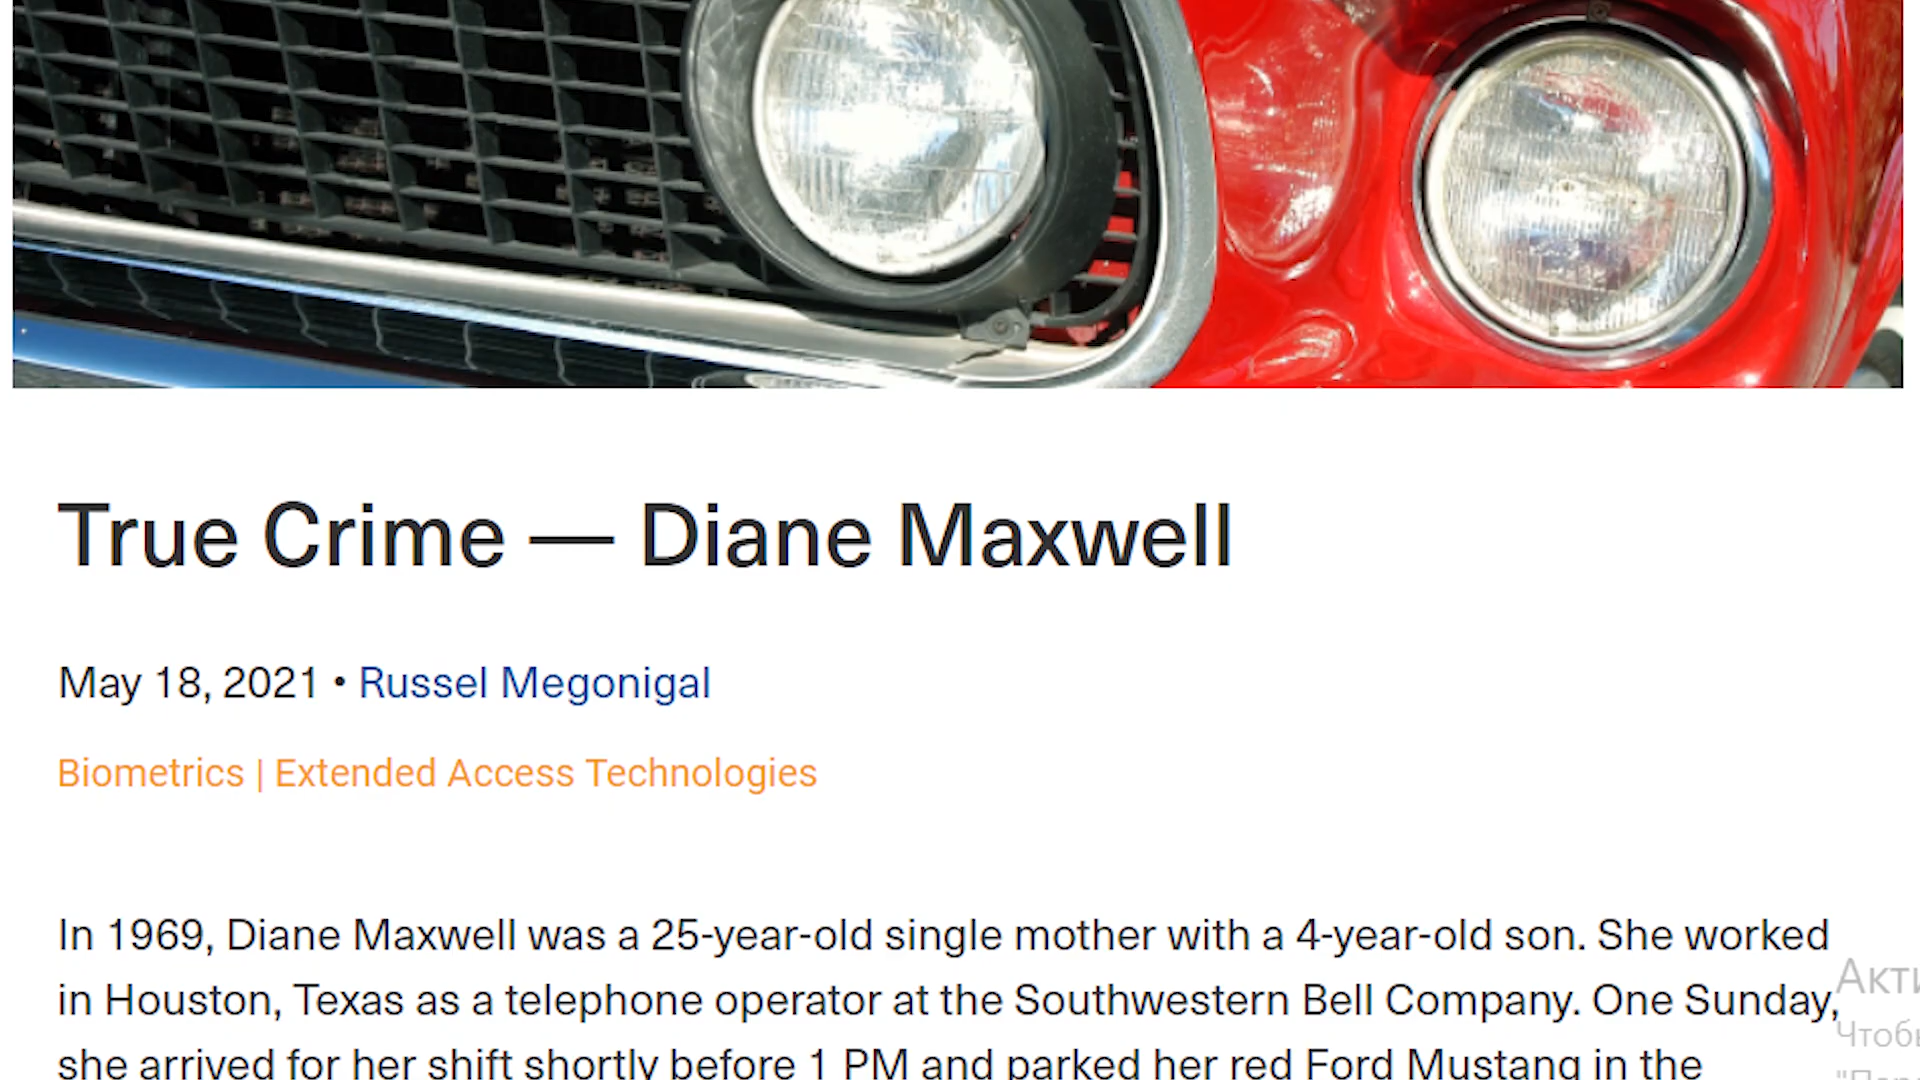 True Crime — Diane Maxwell
May 18, 2021 • Russel Megonigal
Biometrics | Extended Access Technologies
In 1969, Diane Maxwell was a 25-year-old single mother with a 4-year-old son. She worked
in Houston, Texas as a telephone operator at the Southwestern Bell Company. One Sunday,
she arrived for her shift shortly before 1 PM and parked her red Ford Mustang in the